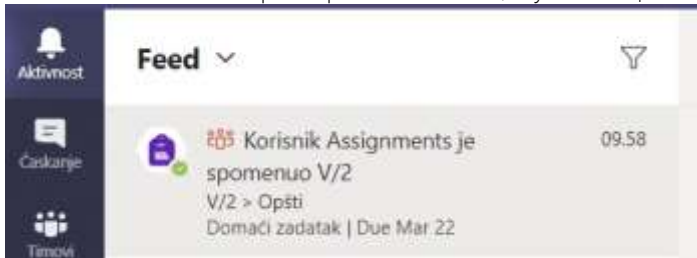 Aktivnost
Feed
Ćaskanje
Korisnik Assignments je
09.58
spomenuo V/2
V/2 > Opšti
Domaći zadatak | Due Mar 22
Timovi